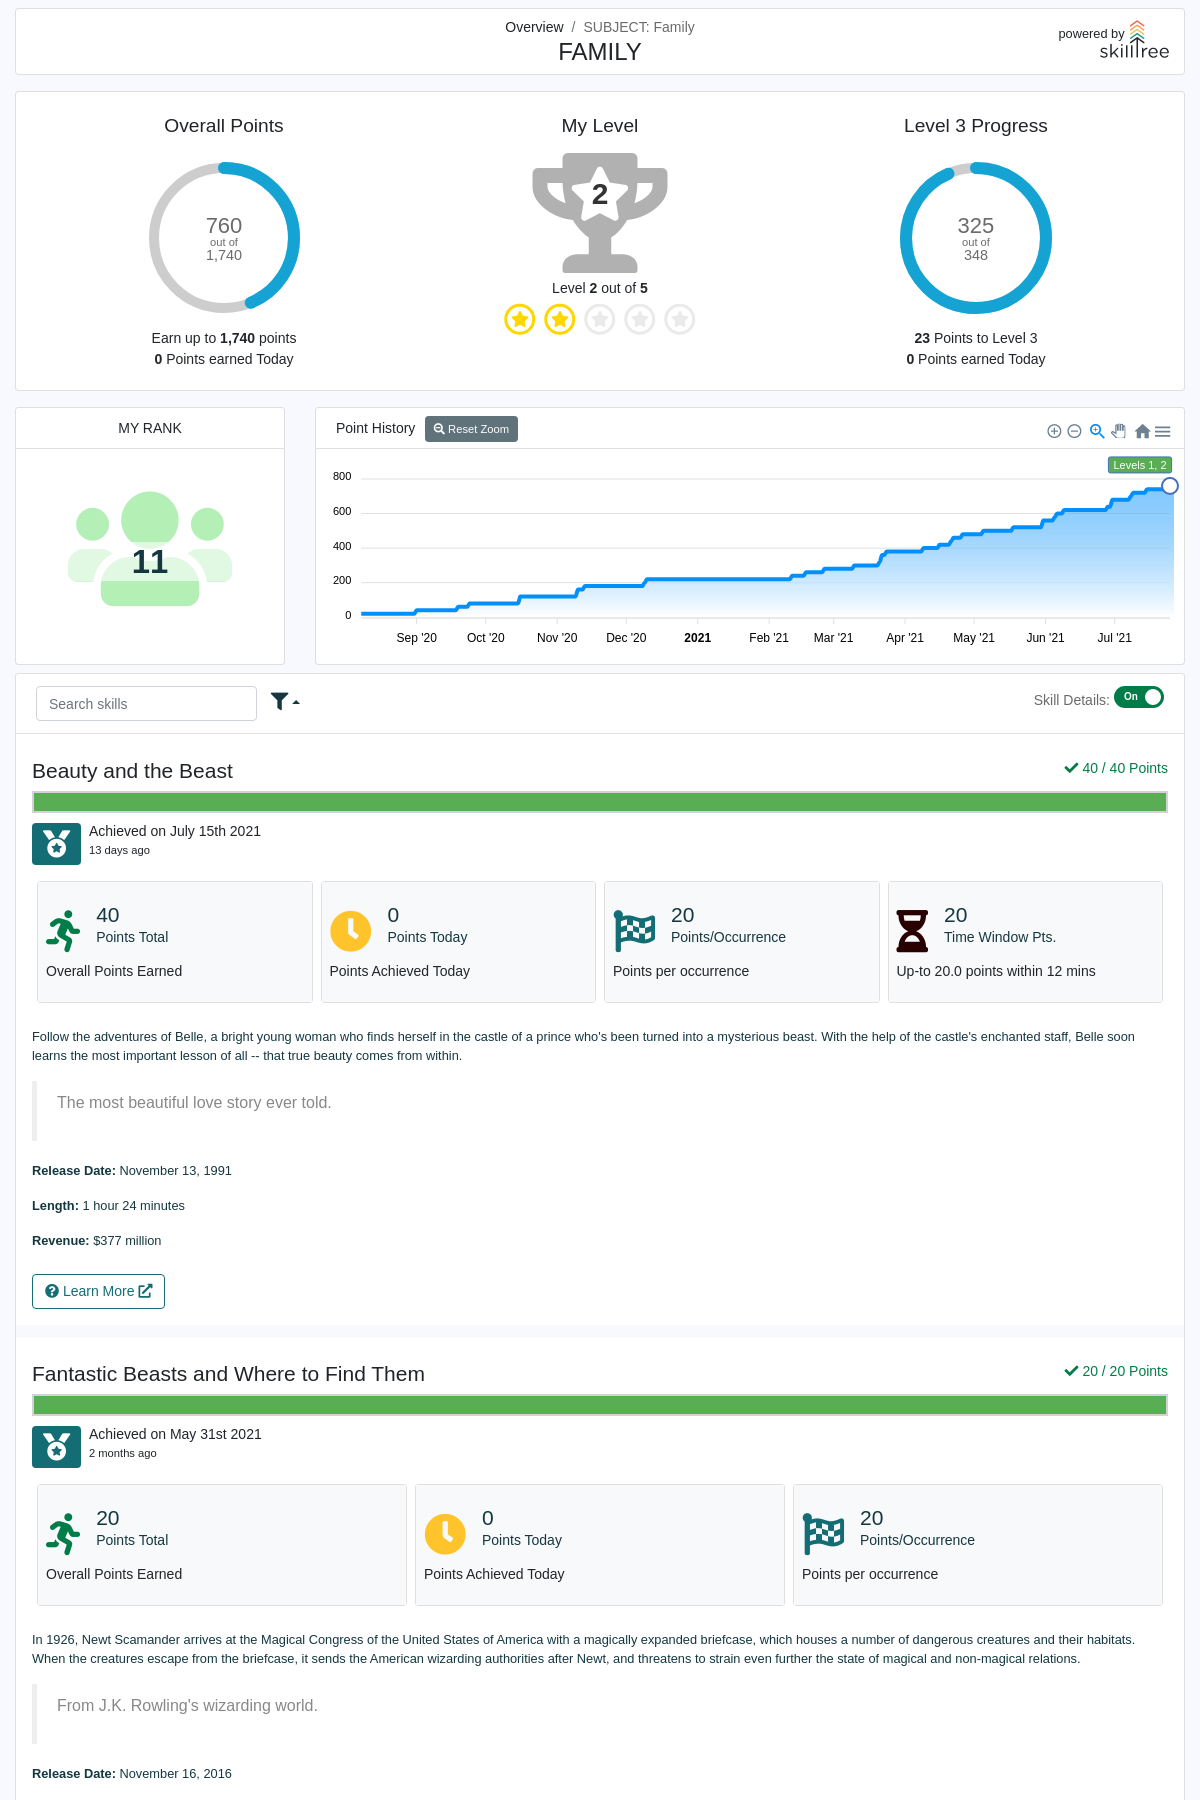 Overview / SUBJECT: Family
FAMILY
powered by
skilltree
Overall Points
760
out of
1,740
Earn up to 1,740 points
0 Points earned Today
My Level
2
Level 2 out of 5
Level 3 Progress
325
out of
348
23 Points to Level 3
0 Points earned Today
MY RANK
11
Point History
Reset Zoom
Levels 1, 2
800
600
400
200
0
Sep '20 Oct '20 Nov '20 Dec '20 2021 Feb '21 Mar '21 Apr '21 May '21 Jun '21 Jul '21
Search skills
Skill Details: On
Beauty and the Beast
40 / 40 Points
Achieved on July 15th 2021
13 days ago
40
Points Total
Overall Points Earned
0
Points Today
Points Achieved Today
20
Points/Occurrence
Points per occurrence
20
Time Window Pts.
Up-to 20.0 points within 12 mins
Follow the adventures of Belle, a bright young woman who finds herself in the castle of a prince who's been turned into a mysterious beast. With the help of the castle's enchanted staff, Belle soon
learns the most important lesson of all -- that true beauty comes from within.
The most beautiful love story ever told.
Release Date: November 13, 1991
Length: 1 hour 24 minutes
Revenue: $377 million
Learn More
Fantastic Beasts and Where to Find Them
20 / 20 Points
Achieved on May 31st 2021
2 months ago
20
Points Total
Overall Points Earned
0
Points Today
Points Achieved Today
20
Points/Occurrence
Points per occurrence
In 1926, Newt Scamander arrives at the Magical Congress of the United States of America with a magically expanded briefcase, which houses a number of dangerous creatures and their habitats.
When the creatures escape from the briefcase, it sends the American wizarding authorities after Newt, and threatens to strain even further the state of magical and non-magical relations.
From J.K. Rowling's wizarding world.
Release Date: November 16, 2016